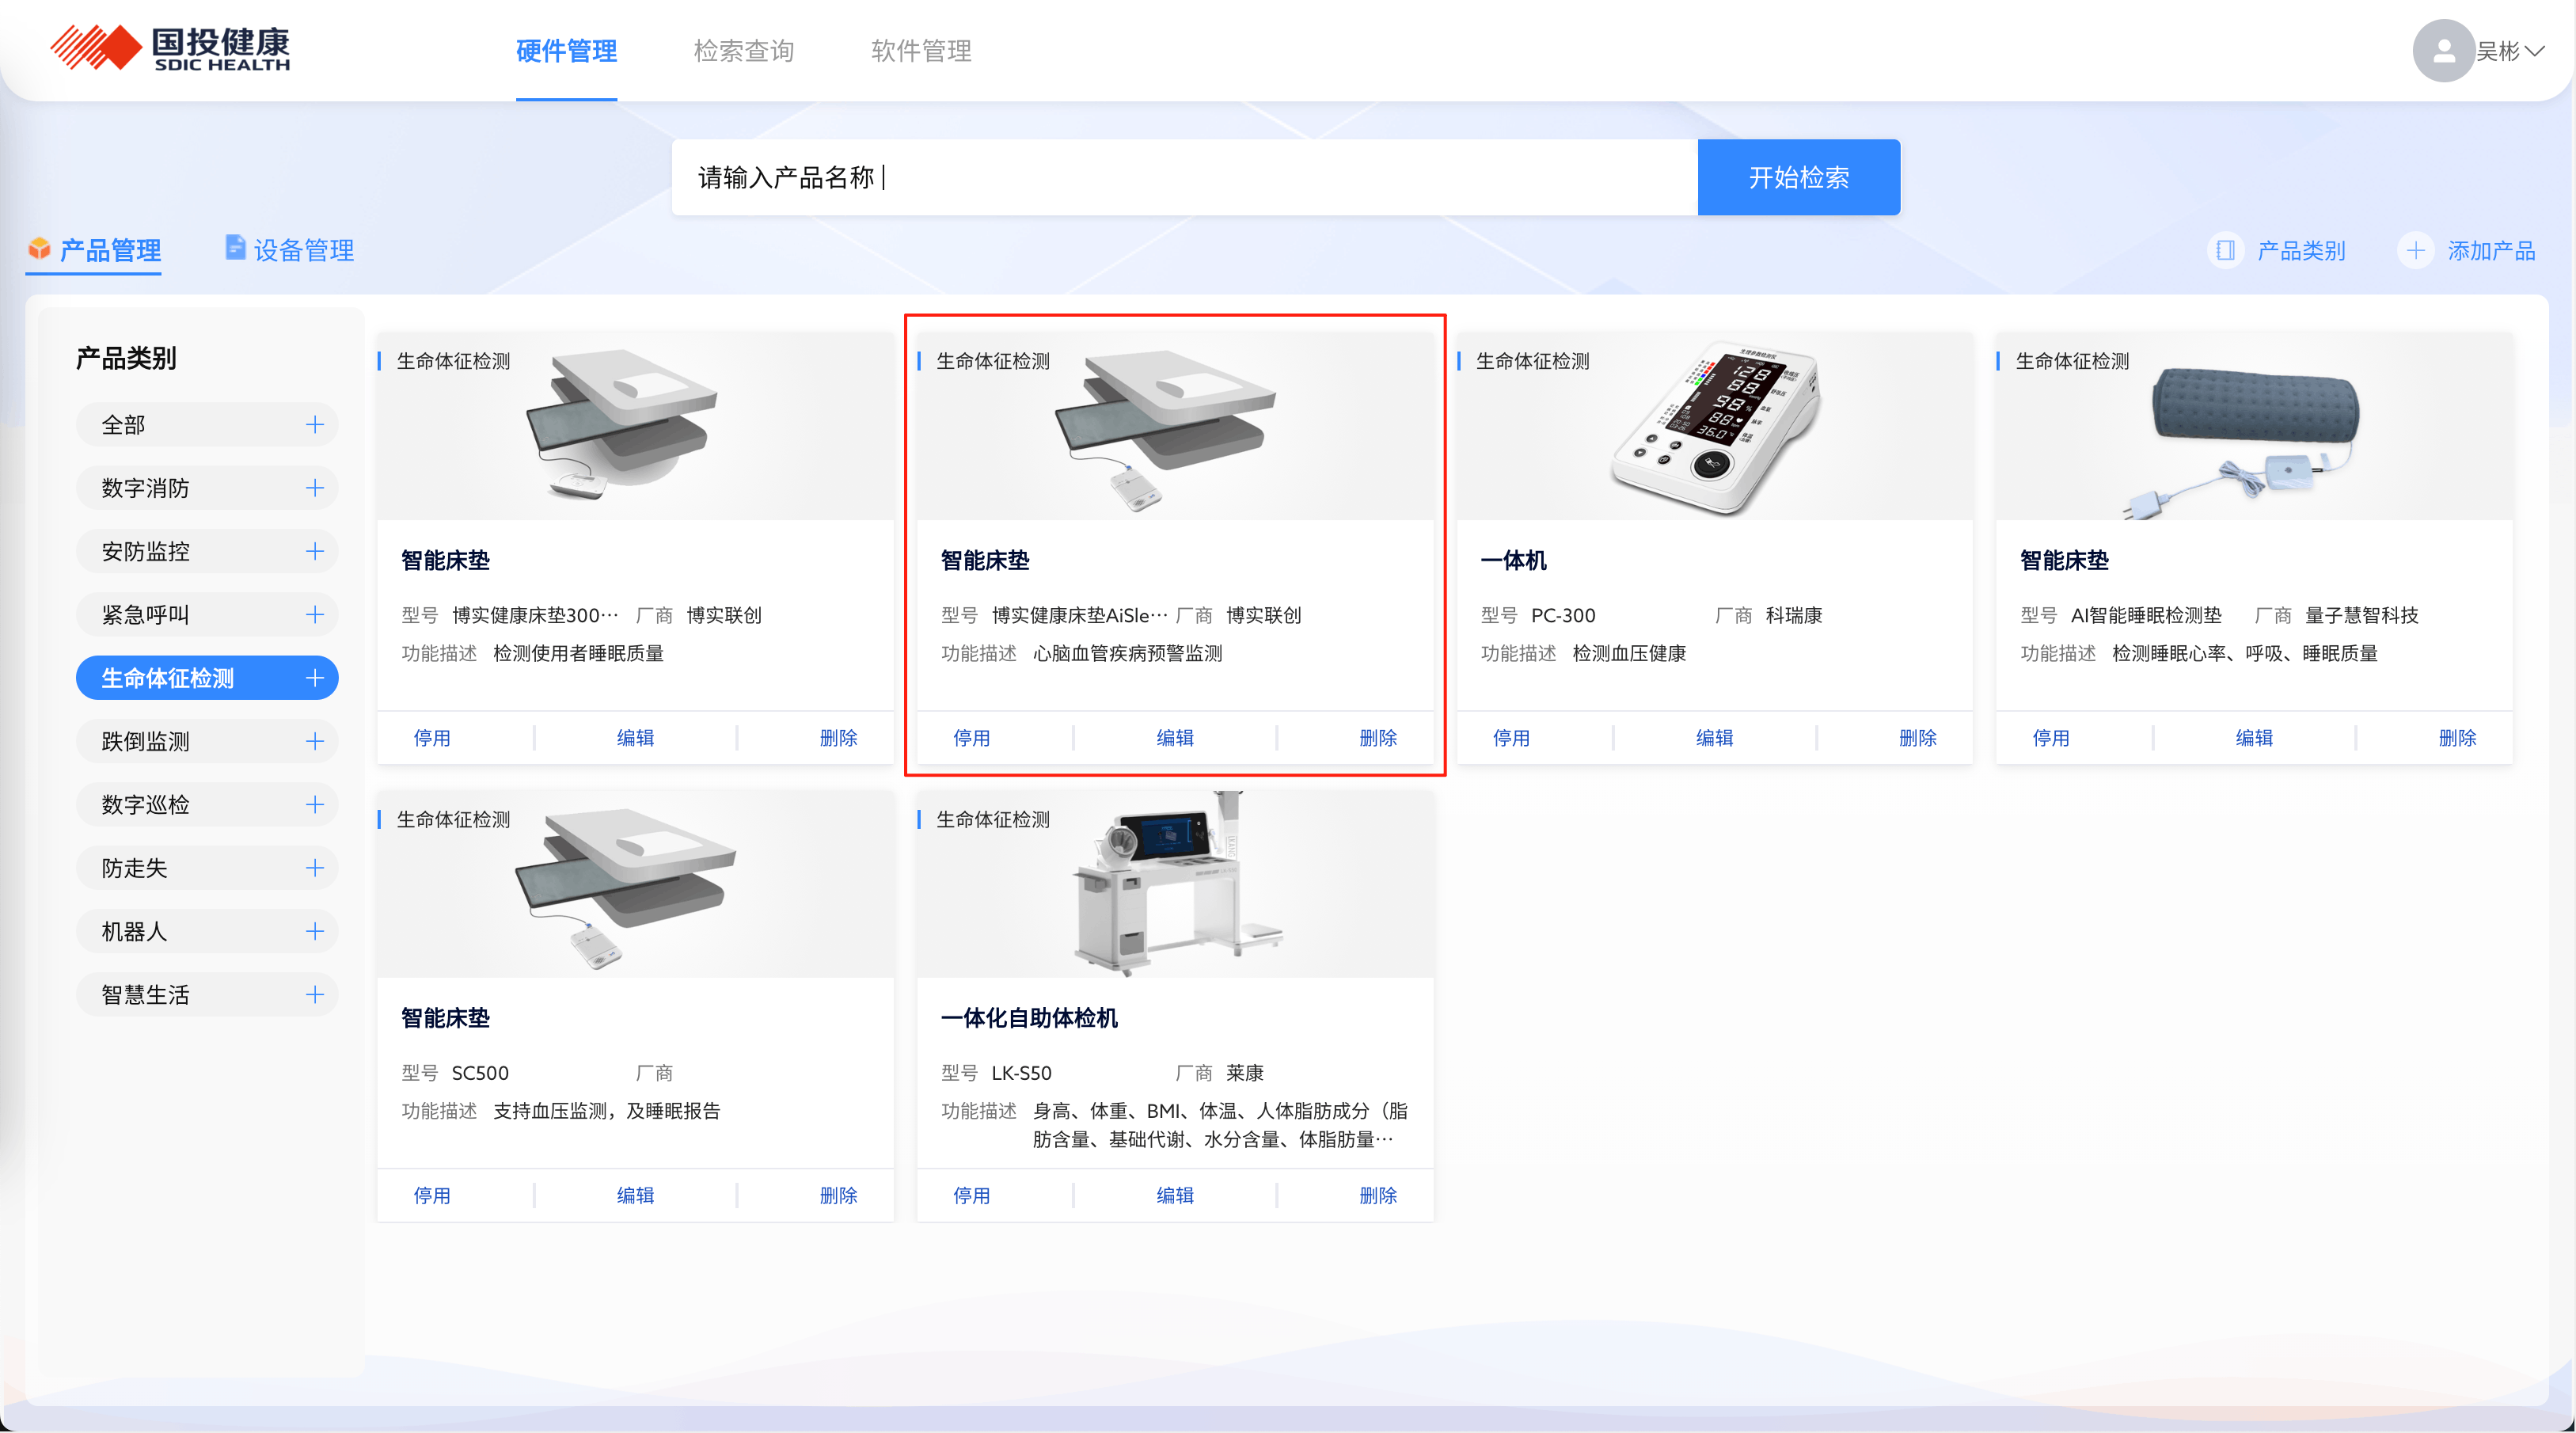 国投健康
SDIC HEALTH
硬件管理
检索查询
软件管理
吴彬
请输入产品名称
开始检索
产品管理
设备管理
产品类别
添加产品
产品类别
全部
数字消防
安防监控
紧急呼叫
生命体征检测
跌倒监测
数字巡检
防走失
机器人
智慧生活
生命体征检测
智能床垫
型号 博实健康床垫300… 厂商 博实联创
功能描述 检测使用者睡眠质量
停用 编辑 删除
生命体征检测
智能床垫
型号 博实健康床垫AiSle… 厂商 博实联创
功能描述 心脑血管疾病预警监测
停用 编辑 删除
生命体征检测
一体机
型号 PC-300 厂商 科瑞康
功能描述 检测血压健康
停用 编辑 删除
生命体征检测
智能床垫
型号 AI智能睡眠检测垫 厂商 量子慧智科技
功能描述 检测睡眠心率、呼吸、睡眠质量
停用 编辑 删除
生命体征检测
智能床垫
型号 SC500 厂商
功能描述 支持血压监测，及睡眠报告
停用 编辑 删除
生命体征检测
一体化自助体检机
型号 LK-S50 厂商 莱康
功能描述 身高、体重、BMI、体温、人体脂肪成分（脂
肪含量、基础代谢、水分含量、体脂肪量…
停用 编辑 删除